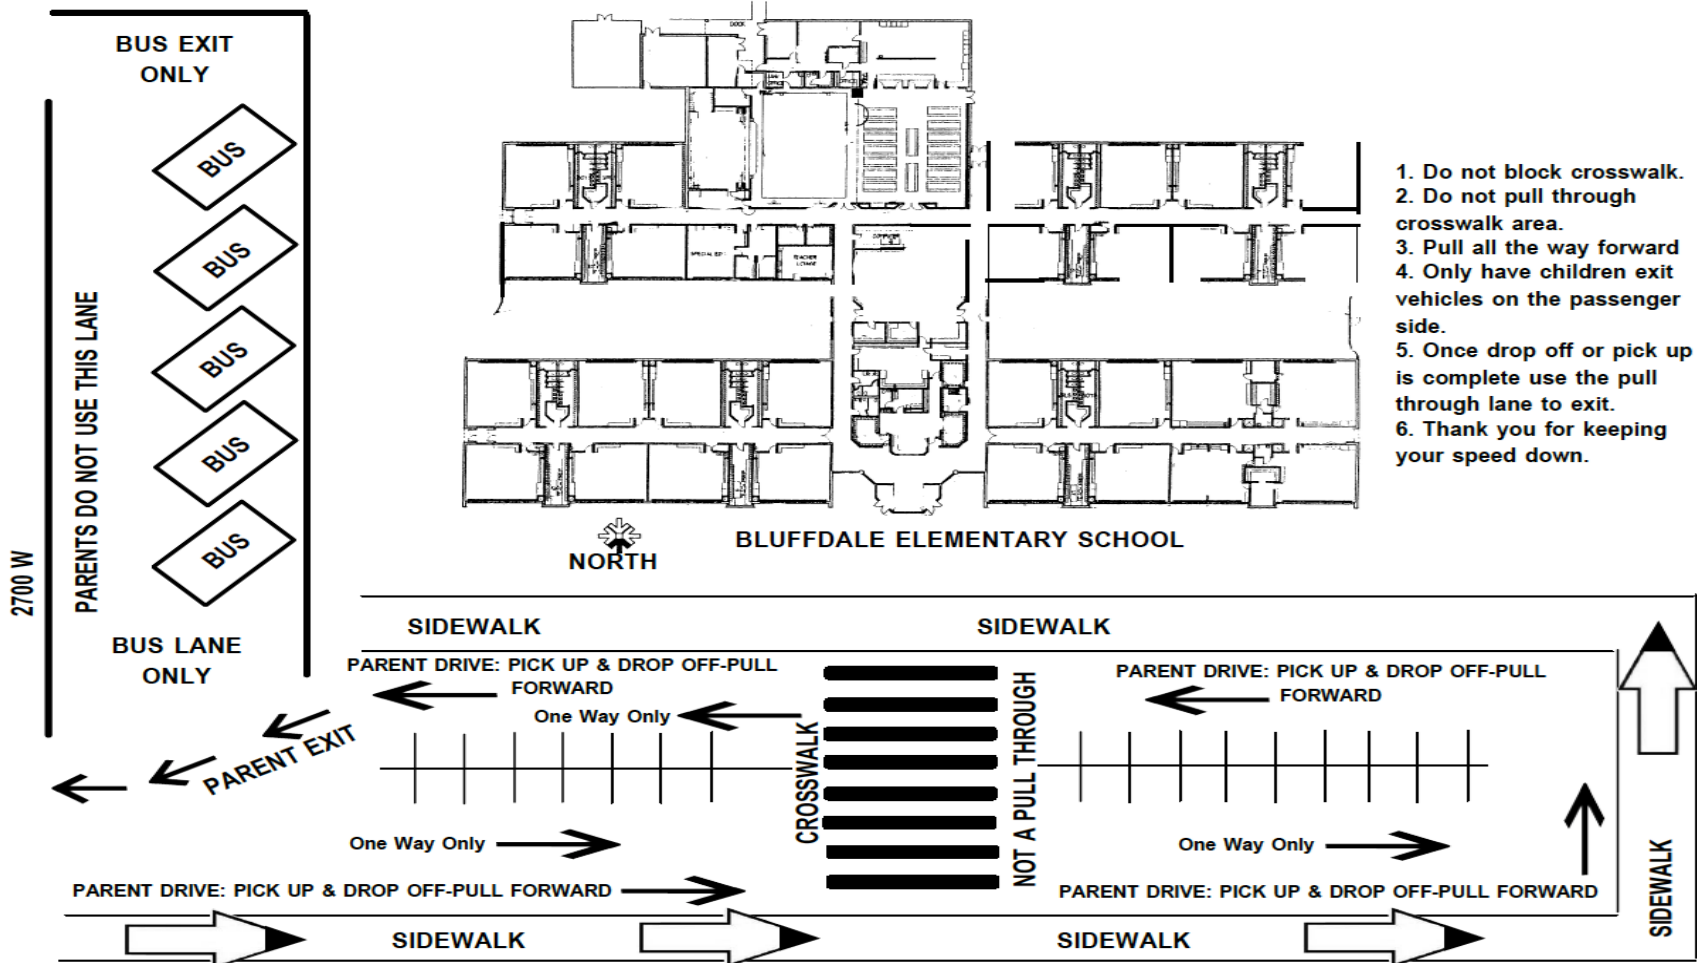 BUS EXIT
ONLY
BUS
BUS
BUS
BUS
BUS
PARENTS DO NOT USE THIS LANE
2700 W
BUS LANE
ONLY
DOCK
SPECIAL ED
TEACHER
LOUNGE
COMPUTER
1. Do not block crosswalk.
2. Do not pull through
crosswalk area.
3. Pull all the way forward
4. Only have children exit
vehicles on the passenger
side.
5. Once drop off or pick up
is complete use the pull
through lane to exit.
6. Thank you for keeping
your speed down.
NORTH
BLUFFDALE ELEMENTARY SCHOOL
SIDEWALK
SIDEWALK
PARENT DRIVE: PICK UP & DROP OFF-PULL
FORWARD
One Way Only
PARENT DRIVE: PICK UP & DROP OFF-PULL
FORWARD
PARENT EXIT
CROSSWALK
NOT A PULL THROUGH
One Way Only
One Way Only
PARENT DRIVE: PICK UP & DROP OFF-PULL FORWARD
PARENT DRIVE: PICK UP & DROP OFF-PULL FORWARD
SIDEWALK
SIDEWALK
SIDEWALK